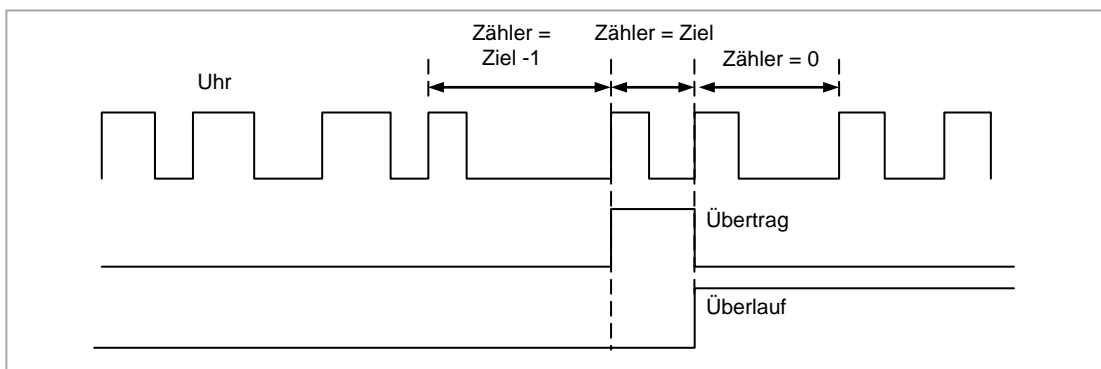 Zähler =
Ziel -1
Zähler = Ziel
Zähler = 0
Uhr
Übertrag
Überlauf